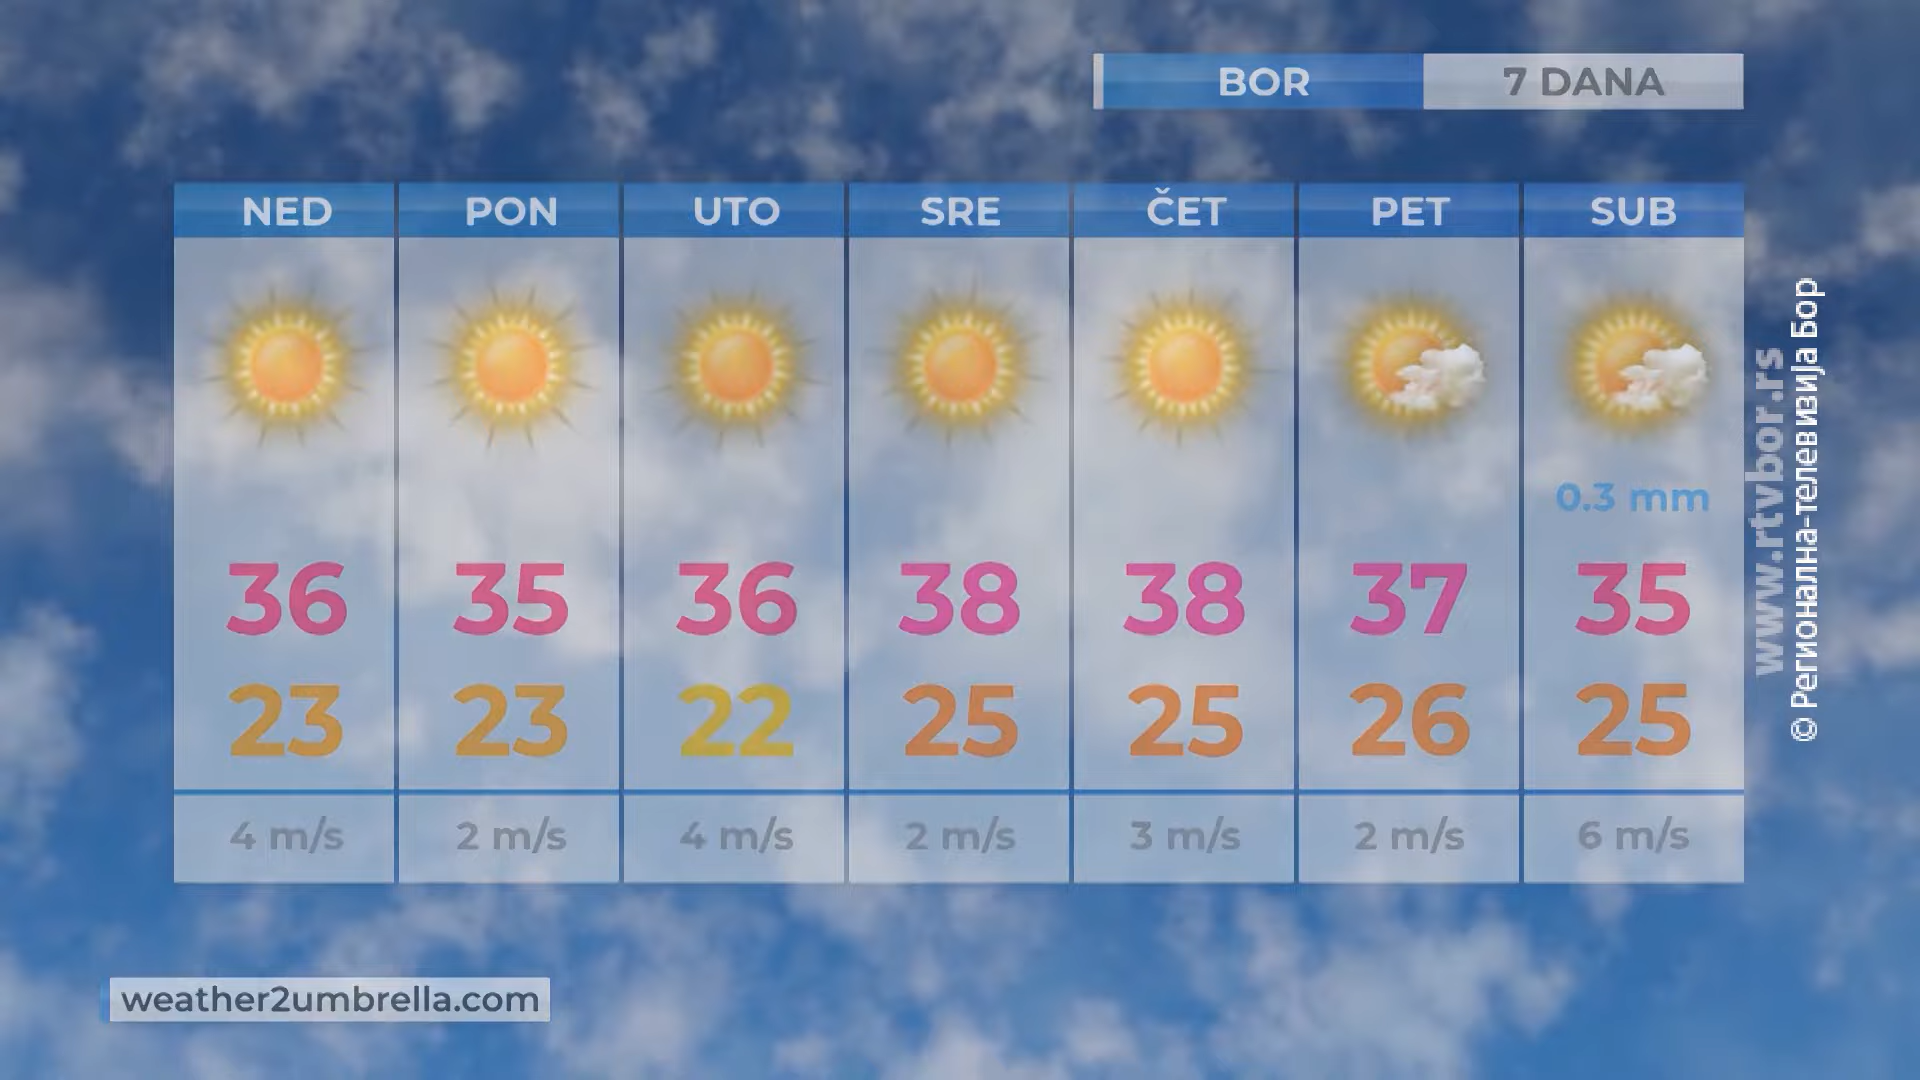 BOR 7 DANA
NED PON UTO SRE ČET PET SUB
0.3 mm
36 35 36 38 38 37 35
23 23 22 25 25 26 25
4 m/s 2 m/s 4 m/s 2 m/s 3 m/s 2 m/s 6 m/s
weather2umbrella.com
www.rtvbor.rs
© Регионална-телевизија Бор